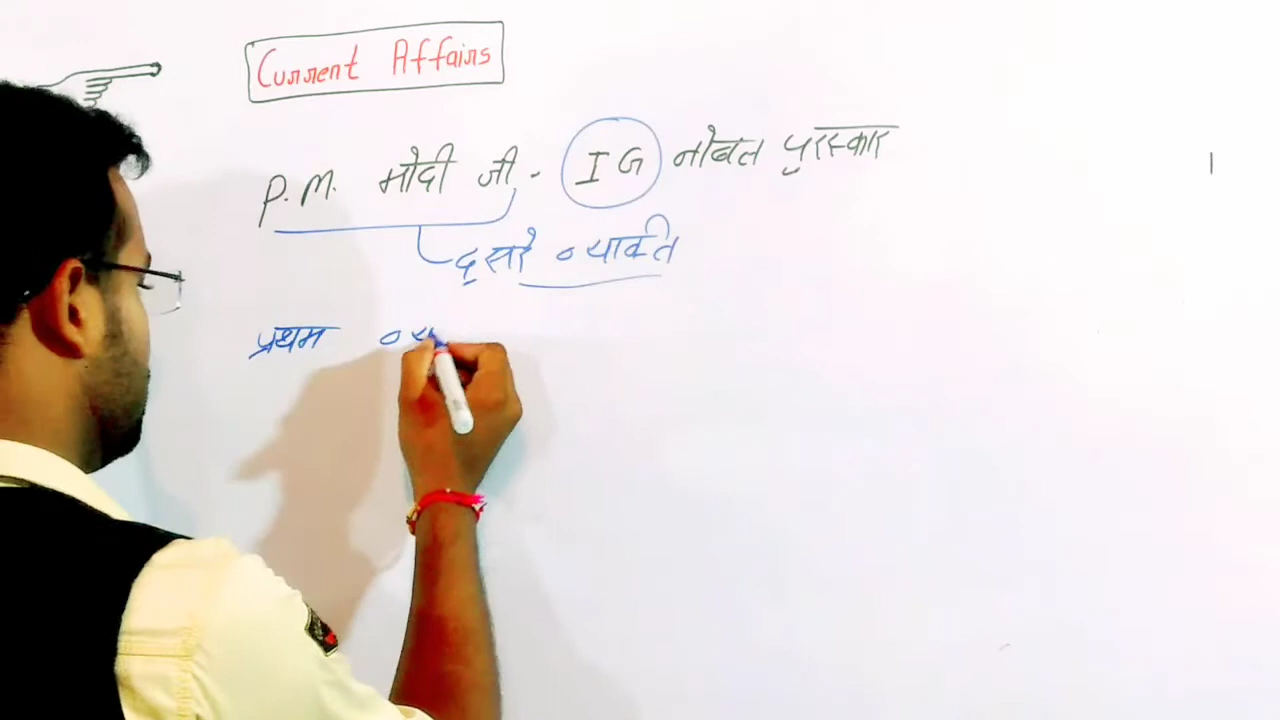 Current Affairs
P.M. मोदी जी - IG नोबल पुरस्कार
दूसरे व्यक्ति
प्रथम